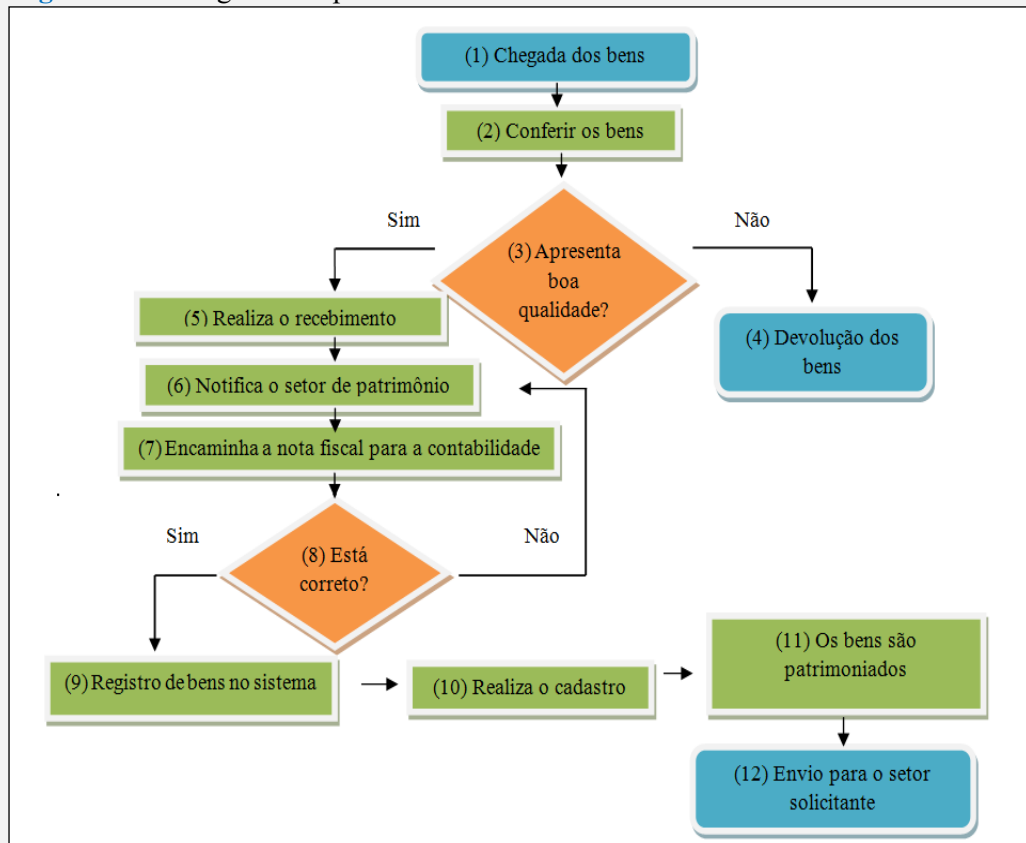 (1) Chegada dos bens
(2) Conferir os bens
Sim
Não
(3) Apresenta
boa
qualidade?
(5) Realiza o recebimento
(4) Devolução dos
bens
(6) Notifica o setor de patrimônio
(7) Encaminha a nota fiscal para a contabilidade
.
Sim
Não
(8) Está
correto?
(9) Registro de bens no sistema
(10) Realiza o cadastro
(11) Os bens são
patrimoniados
(12) Envio para o setor
solicitante